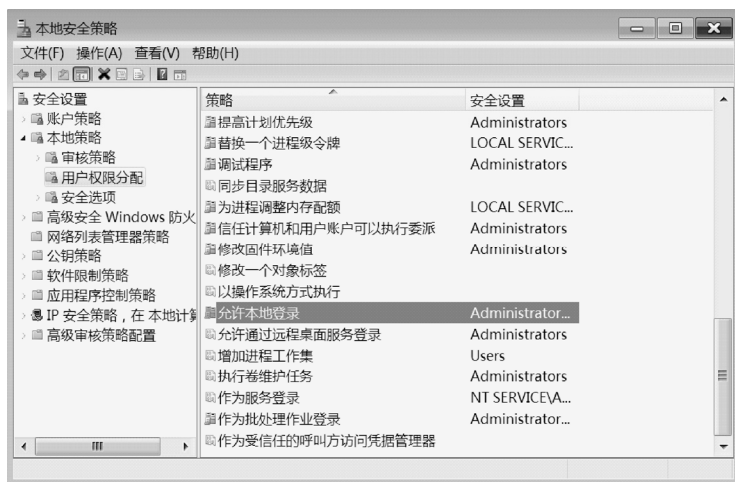 本地安全策略
文件(F) 操作(A) 查看(V) 帮助(H)
安全设置
账户策略
本地策略
审核策略
用户权限分配
安全选项
高级安全 Windows 防火
网络列表管理器策略
公钥策略
软件限制策略
应用程序控制策略
IP 安全策略，在 本地计算
高级审核策略配置
策略 安全设置
提高计划优先级 Administrators
替换一个进程级令牌 LOCAL SERVIC...
调试程序 Administrators
同步目录服务数据
为进程调整内存配额 LOCAL SERVIC...
信任计算机和用户账户可以执行委派 Administrators
修改固件环境值 Administrators
修改一个对象标签
以操作系统方式执行
允许本地登录 Administrator...
允许通过远程桌面服务登录 Administrators
增加进程工作集 Users
执行卷维护任务 Administrators
作为服务登录 NT SERVICE\A...
作为批处理作业登录 Administrator...
作为受信任的呼叫方访问凭据管理器